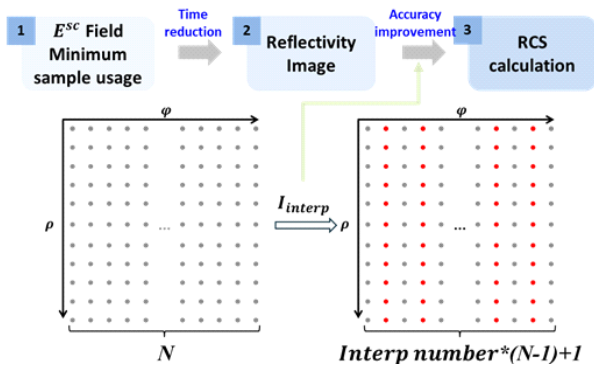 1
E^sc Field
Minimum
sample usage
Time
reduction
2
Reflectivity
Image
Accuracy
improvement
3
RCS
calculation
φ
ρ
...
N
I_interp
φ
ρ
...
Interp number*(N-1)+1